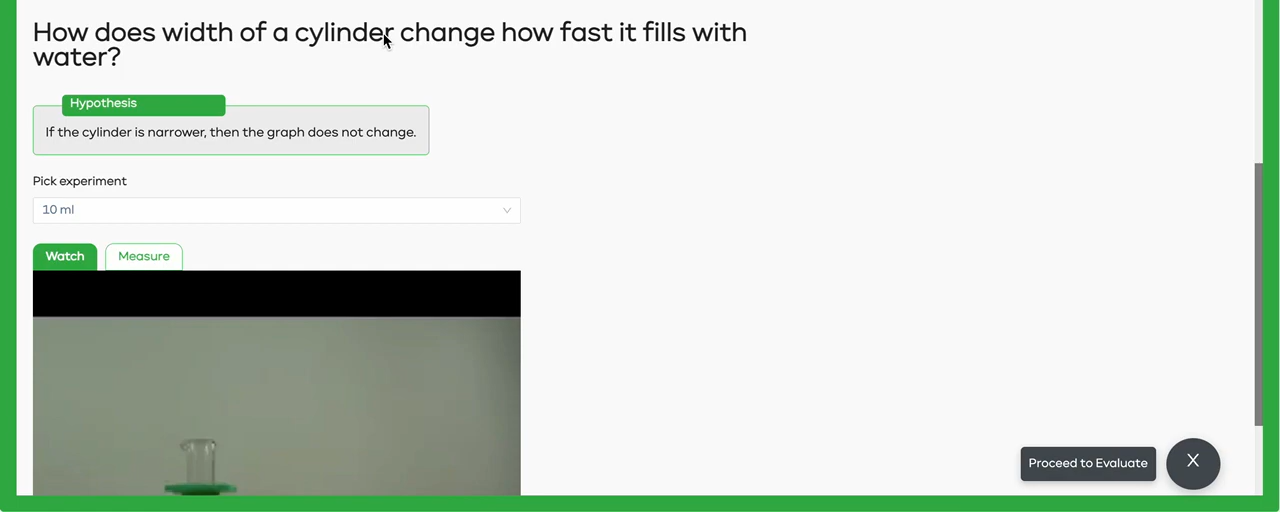 How does width of a cylinder change how fast it fills with
water?
Hypothesis
If the cylinder is narrower, then the graph does not change.
Pick experiment
10 ml
Watch
Measure
Proceed to Evaluate
X